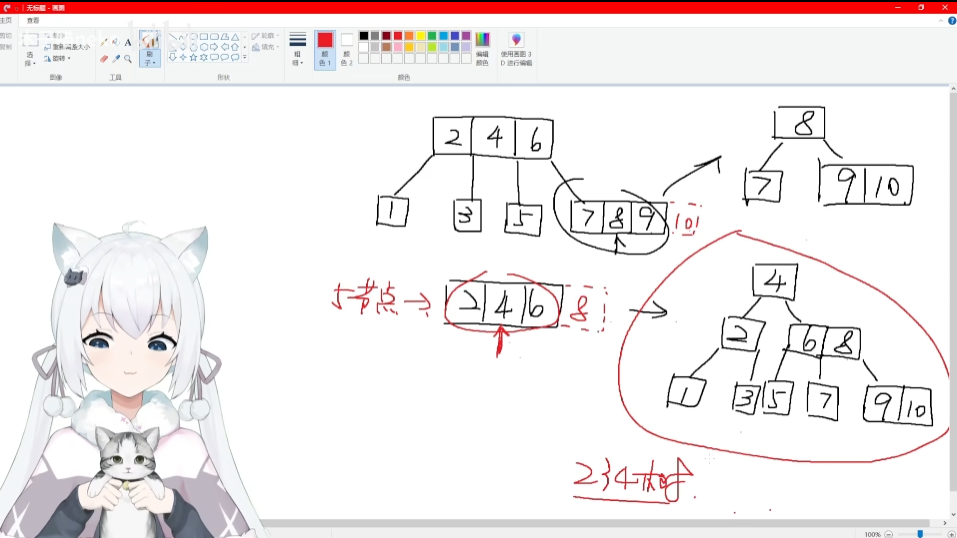 无标题 - 画图
主页 查看
剪切
复制
选择
裁剪
重新调整大小
旋转
图像
A
工具
刷子
形状
轮廓
填充
粗细
颜色 1
颜色 2
颜色
编辑颜色
使用画图 3D 进行编辑
2 4 6
1 3 5 7 8 9 10
8
7 9 10
5节点 → 2 4 6 8
4
2 6 8
1 3 5 7 9 10
234树
100%